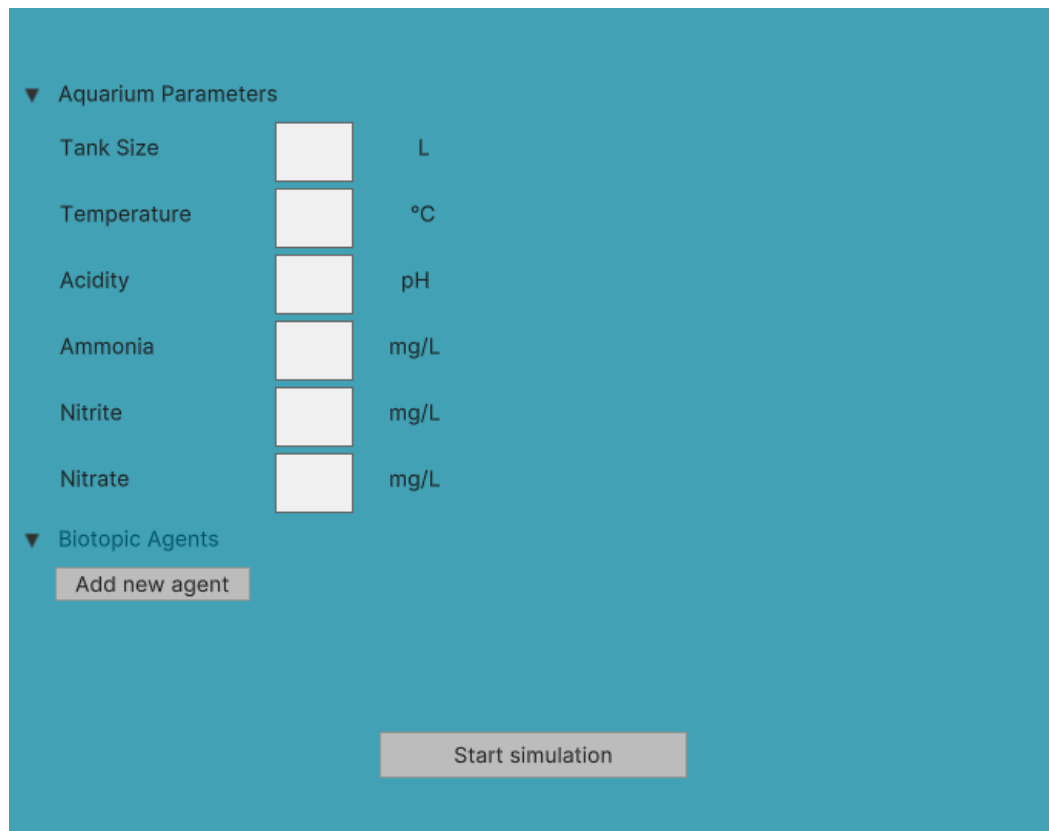 Aquarium Parameters
Tank Size L
Temperature °C
Acidity pH
Ammonia mg/L
Nitrite mg/L
Nitrate mg/L
Biotopic Agents
Add new agent
Start simulation